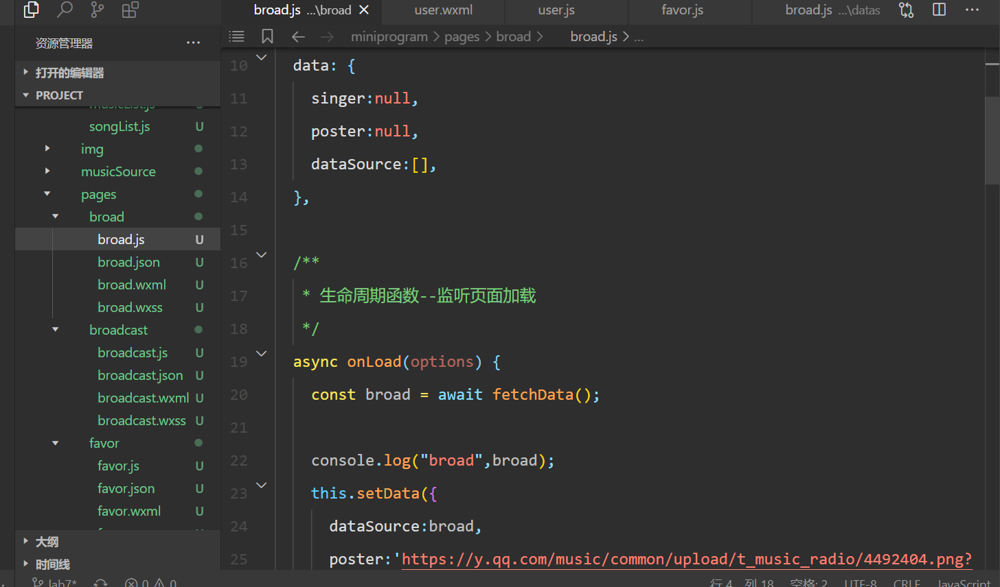 broad.js ...\broad
user.wxml
user.js
favor.js
broad.js ...\datas
资源管理器
miniprogram > pages > broad > broad.js > ...
打开的编辑器
PROJECT
musicList.js U
songList.js U
img
musicSource
pages
broad
broad.js U
broad.json U
broad.wxml U
broad.wxss U
broadcast
broadcast.js U
broadcast.json U
broadcast.wxml U
broadcast.wxss U
favor
favor.js U
favor.json U
favor.wxml U
大纲
时间线
10 data: {
11 singer:null,
12 poster:null,
13 dataSource:[],
14 },
15
16 /**
17 * 生命周期函数--监听页面加载
18 */
19 async onLoad(options) {
20 const broad = await fetchData();
21
22 console.log("broad",broad);
23 this.setData({
24 dataSource:broad,
25 poster:'https://y.qq.com/music/common/upload/t_music_radio/4492404.png?
lab7* 0 0 行 4, 列 18 空格: 2 UTF-8 CRLF JavaScript